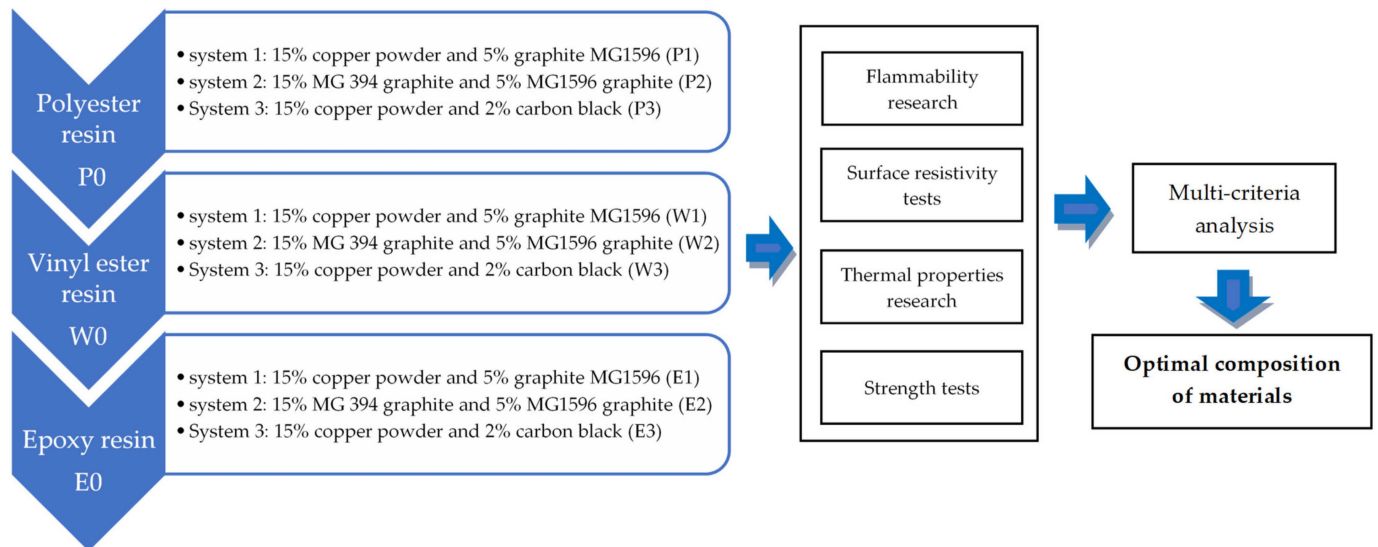 Polyester
resin
P0
• system 1: 15% copper powder and 5% graphite MG1596 (P1)
• system 2: 15% MG 394 graphite and 5% MG1596 graphite (P2)
• System 3: 15% copper powder and 2% carbon black (P3)
Vinyl ester
resin
W0
• system 1: 15% copper powder and 5% graphite MG1596 (W1)
• system 2: 15% MG 394 graphite and 5% MG1596 graphite (W2)
• System 3: 15% copper powder and 2% carbon black (W3)
Epoxy resin
E0
• system 1: 15% copper powder and 5% graphite MG1596 (E1)
• system 2: 15% MG 394 graphite and 5% MG1596 graphite (E2)
• System 3: 15% copper powder and 2% carbon black (E3)
Flammability
research
Surface resistivity
tests
Thermal properties
research
Strength tests
Multi-criteria
analysis
Optimal composition
of materials